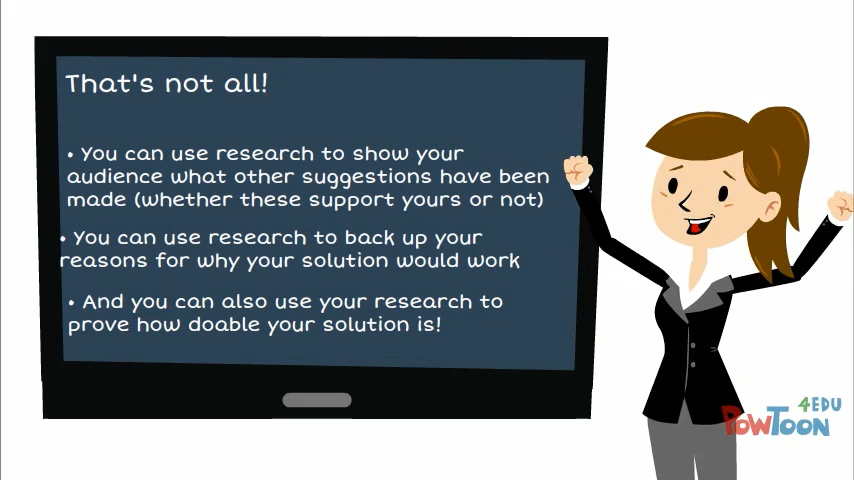 That's not all!
• You can use research to show your
audience what other suggestions have been
made (whether these support yours or not)
• You can use research to back up your
reasons for why your solution would work
• And you can also use your research to
prove how doable your solution is!
4EDU
POWTOON